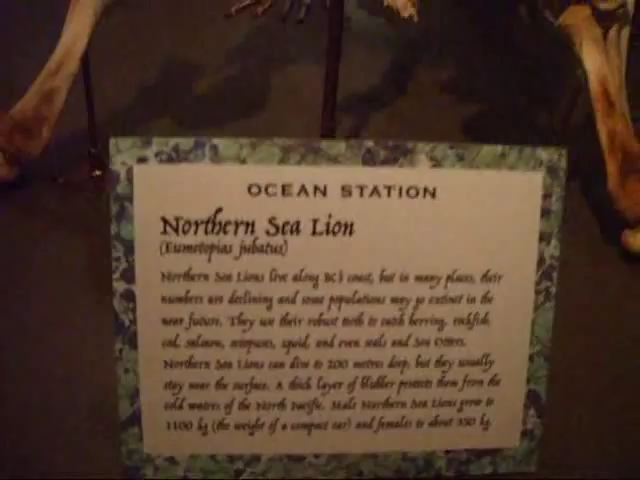 OCEAN STATION
Northern Sea Lion
(Eumetopias jubatus)
Northern Sea Lions live along BC's coast, but in many places, their
numbers are declining and some populations may go extinct in the
near future. They use their robust teeth to catch herring, rockfish,
cod, salmon, octopuses, squid, and even seals and Sea Otters.
Northern Sea Lions can dive to 200 metres deep, but they usually
stay near the surface. A thick layer of blubber protects them from the
cold waters of the North Pacific. Male Northern Sea Lions grow to
1100 kg (the weight of a compact car) and females to about 350 kg.